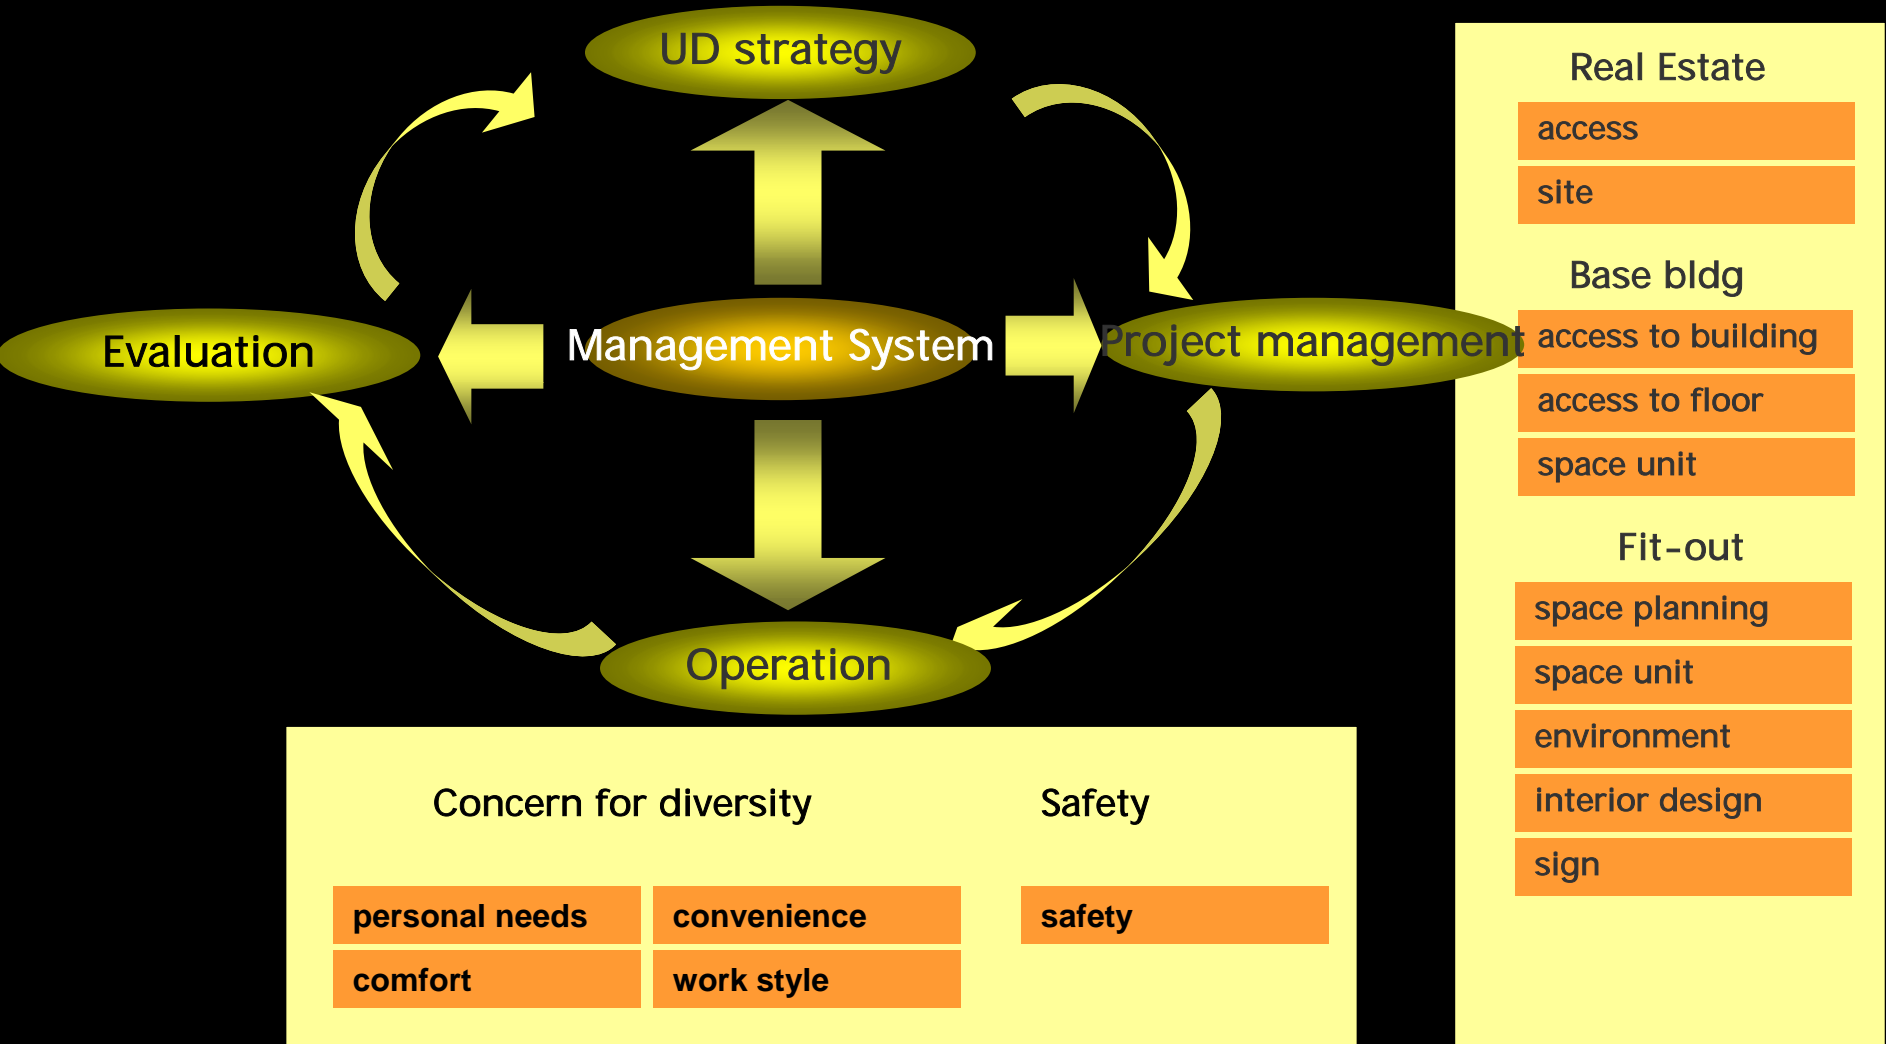 UD strategy
Evaluation
Management System
Project management
Operation
Real Estate
access
site
Base bldg
access to building
access to floor
space unit
Fit-out
space planning
space unit
environment
interior design
sign
Concern for diversity
Safety
personal needs
convenience
safety
comfort
work style